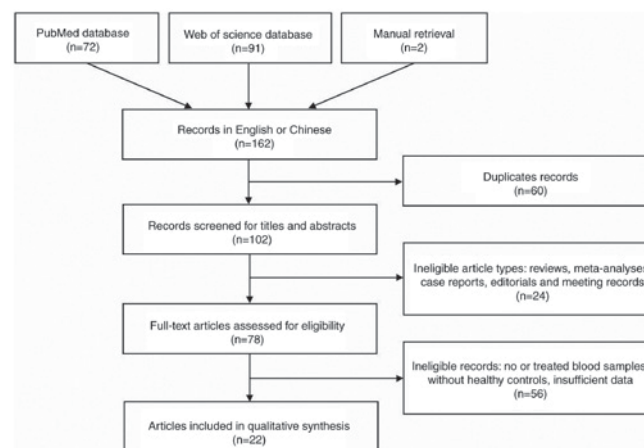 PubMed database
(n=72)
Web of science database
(n=91)
Manual retrieval
(n=2)
Records in English or Chinese
(n=162)
Duplicates records
(n=60)
Records screened for titles and abstracts
(n=102)
Ineligible article types: reviews, meta-analyses
case reports, editorials and meeting records
(n=24)
Full-text articles assessed for eligibility
(n=78)
Ineligible records: no or treated blood samples
without healthy controls, insufficient data
(n=56)
Articles included in qualitative synthesis
(n=22)